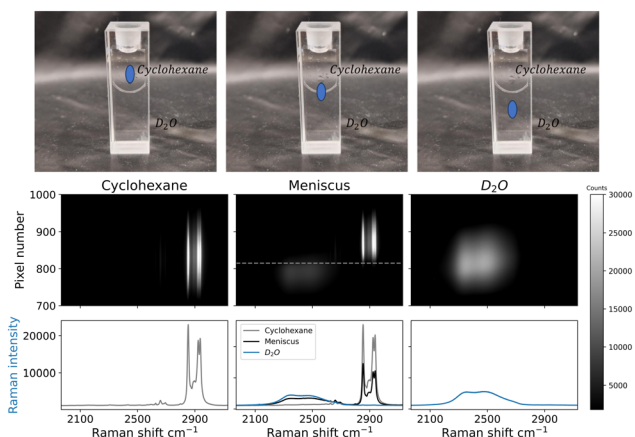 Cyclohexane
D₂O
Cyclohexane
D₂O
Cyclohexane
D₂O
Cyclohexane Meniscus D₂O
Counts
Pixel number
1000
900
800
700
30000
25000
20000
15000
10000
5000
Raman intensity
20000
10000
Cyclohexane
Meniscus
D₂O
2100 2500 2900 2100 2500 2900 2100 2500 2900
Raman shift cm⁻¹ Raman shift cm⁻¹ Raman shift cm⁻¹